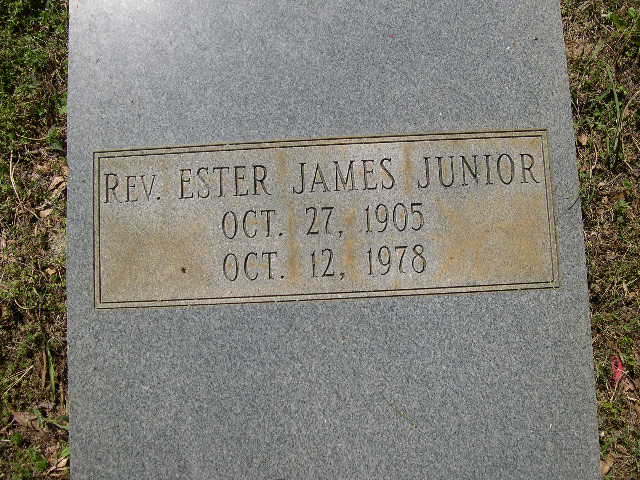 REV. ESTER JAMES JUNIOR
OCT. 27, 1905
OCT. 12, 1978